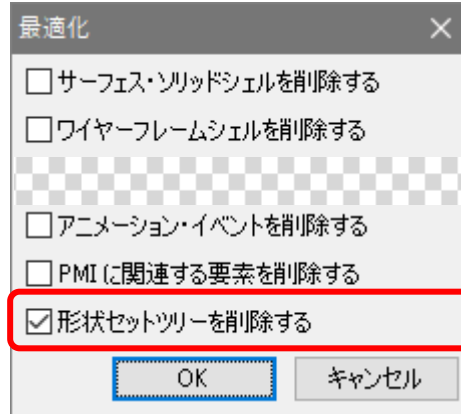 最適化
サーフェス・ソリッドシェルを削除する
ワイヤーフレームシェルを削除する
アニメーション・イベントを削除する
PMIに関連する要素を削除する
形状セットツリーを削除する
OK
キャンセル